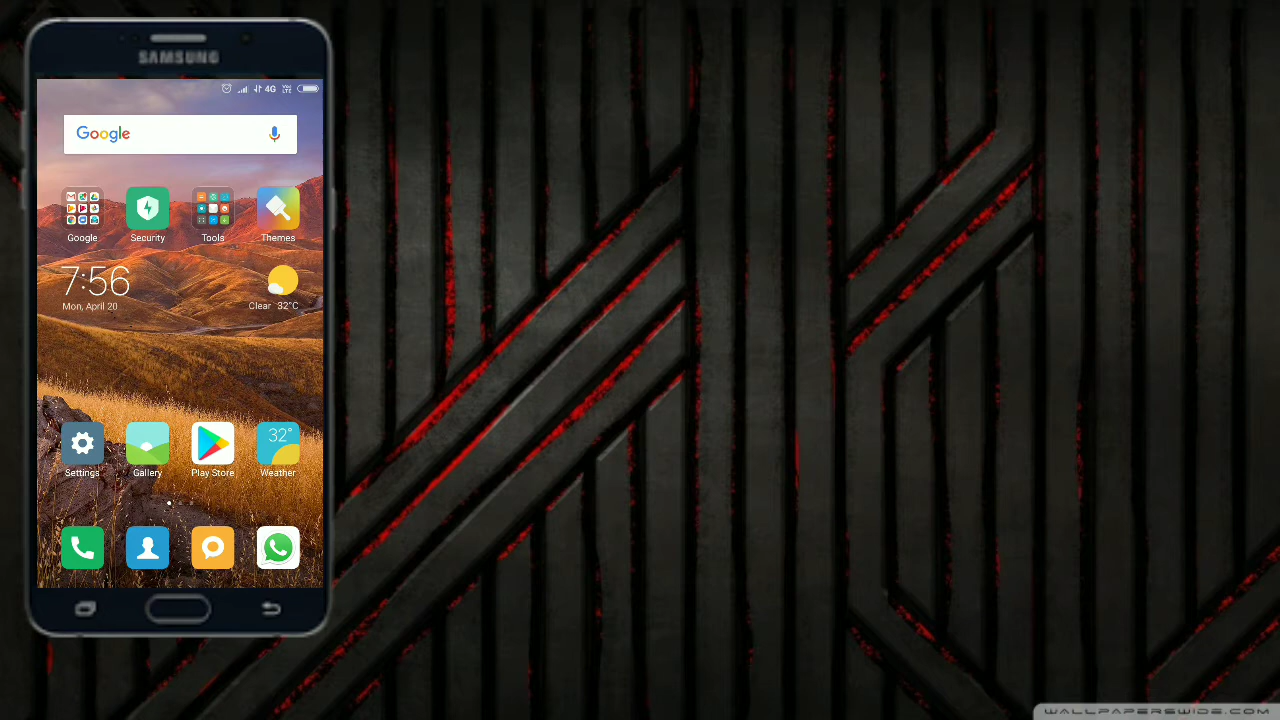 SAMSUNG
4G VoLTE
Google
Google Security Tools Themes
7:56
Mon, April 20
Clear 32°C
32°
Settings Gallery Play Store Weather
WALLPAPERSWIDE.COM